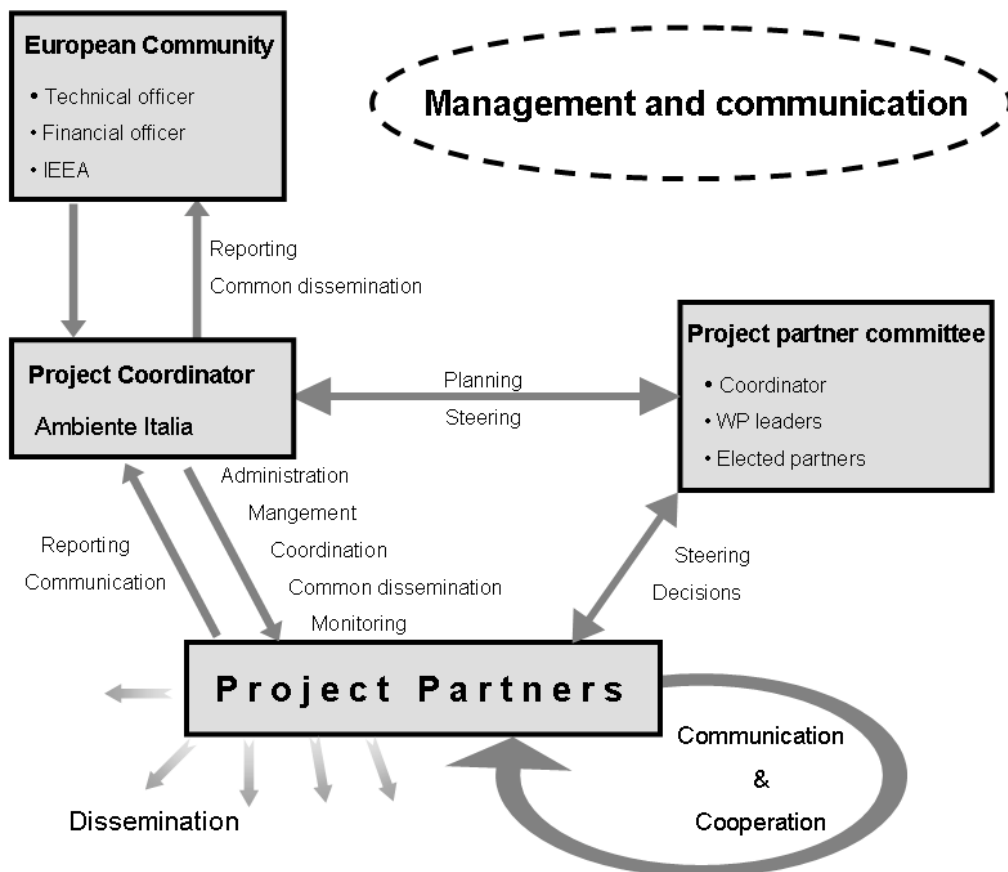 European Community
• Technical officer
• Financial officer
• IEEA
Management and communication
Reporting
Common dissemination
Project Coordinator
Ambiente Italia
Planning
Steering
Project partner committee
• Coordinator
• WP leaders
• Elected partners
Administration
Mangement
Coordination
Common dissemination
Monitoring
Reporting
Communication
Steering
Decisions
Project Partners
Communication
&
Cooperation
Dissemination